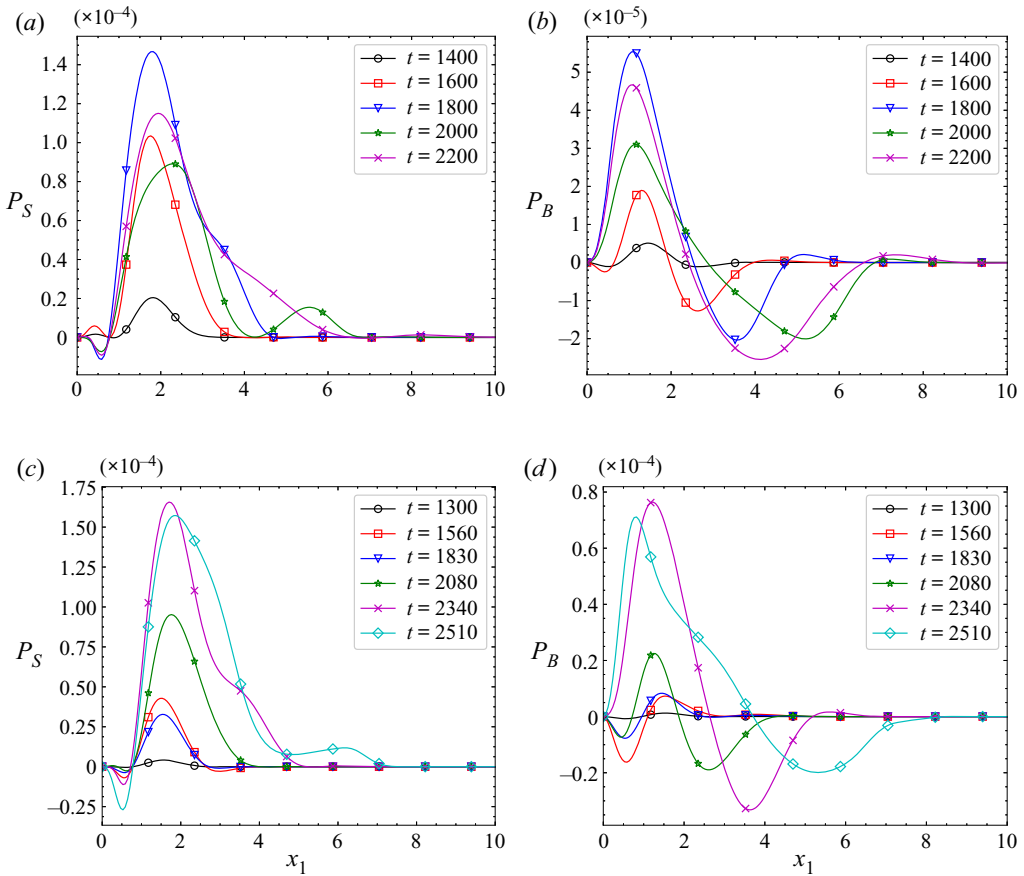 (a) (×10–4)
1.4
1.2
1.0
0.8
0.6
0.4
0.2
0
PS
0 2 4 6 8 10
t = 1400
t = 1600
t = 1800
t = 2000
t = 2200
(b) (×10–5)
5
4
3
2
1
0
–1
–2
PB
0 2 4 6 8 10
t = 1400
t = 1600
t = 1800
t = 2000
t = 2200
(c) (×10–4)
1.75
1.50
1.25
1.00
0.75
0.50
0.25
0
–0.25
PS
0 2 4 6 8 10
x1
t = 1300
t = 1560
t = 1830
t = 2080
t = 2340
t = 2510
(d) (×10–4)
0.8
0.6
0.4
0.2
0
–0.2
PB
0 2 4 6 8 10
x1
t = 1300
t = 1560
t = 1830
t = 2080
t = 2340
t = 2510